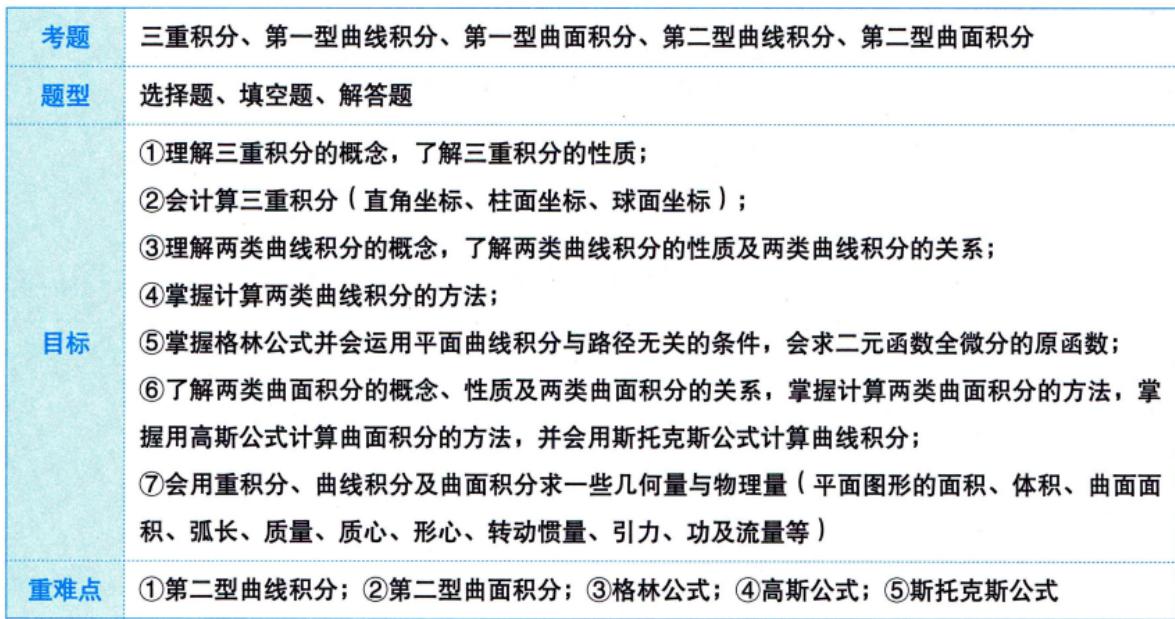 考题 三重积分、第一型曲线积分、第一型曲面积分、第二型曲线积分、第二型曲面积分
题型 选择题、填空题、解答题
①理解三重积分的概念，了解三重积分的性质；
②会计算三重积分（直角坐标、柱面坐标、球面坐标）；
③理解两类曲线积分的概念，了解两类曲线积分的性质及两类曲线积分的关系；
④掌握计算两类曲线积分的方法；
目标 ⑤掌握格林公式并会运用平面曲线积分与路径无关的条件，会求二元函数全微分的原函数；
⑥了解两类曲面积分的概念、性质及两类曲面积分的关系，掌握计算两类曲面积分的方法，掌
握用高斯公式计算曲面积分的方法，并会用斯托克斯公式计算曲线积分；
⑦会用重积分、曲线积分及曲面积分求一些几何量与物理量（平面图形的面积、体积、曲面面
积、弧长、质量、质心、形心、转动惯量、引力、功及流量等）
重难点 ①第二型曲线积分；②第二型曲面积分；③格林公式；④高斯公式；⑤斯托克斯公式